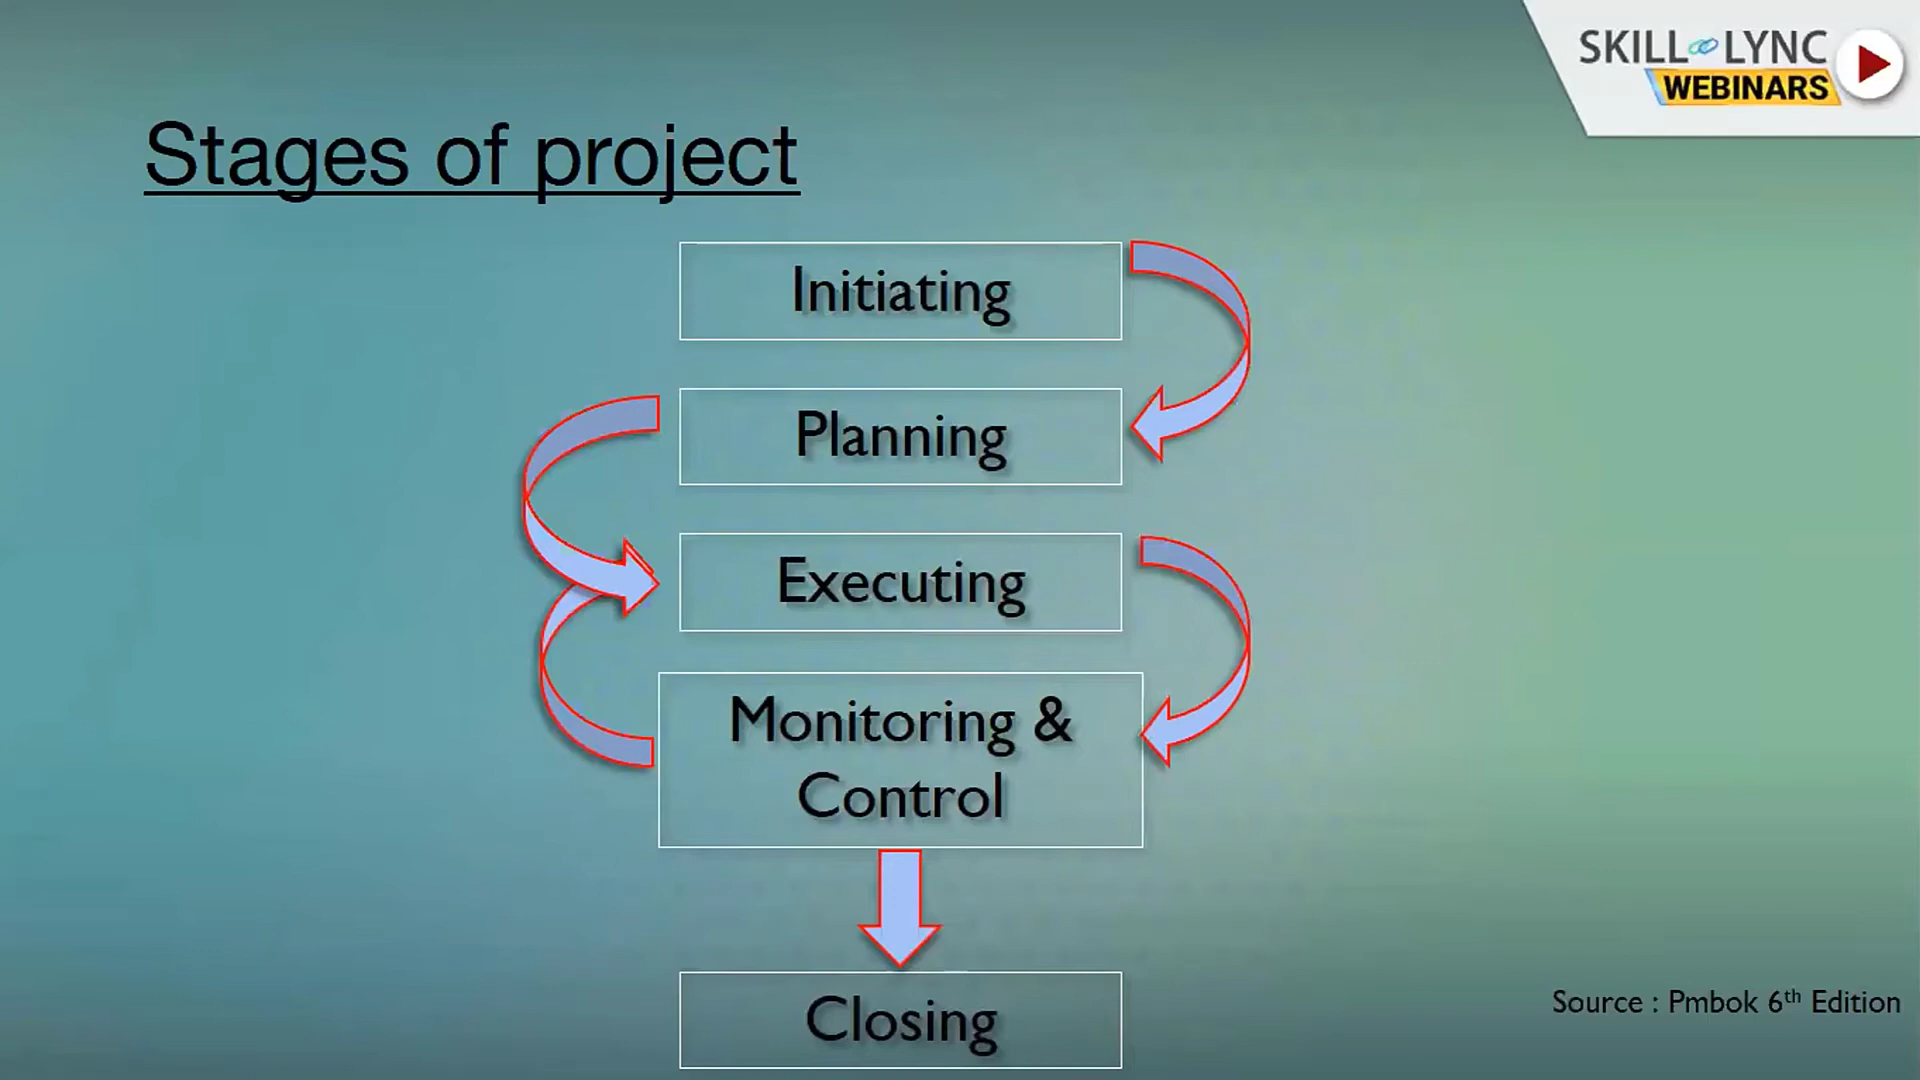 SKILL LYNC
WEBINARS
Stages of project
Initiating
Planning
Executing
Monitoring &
Control
Closing
Source : Pmbok 6th Edition